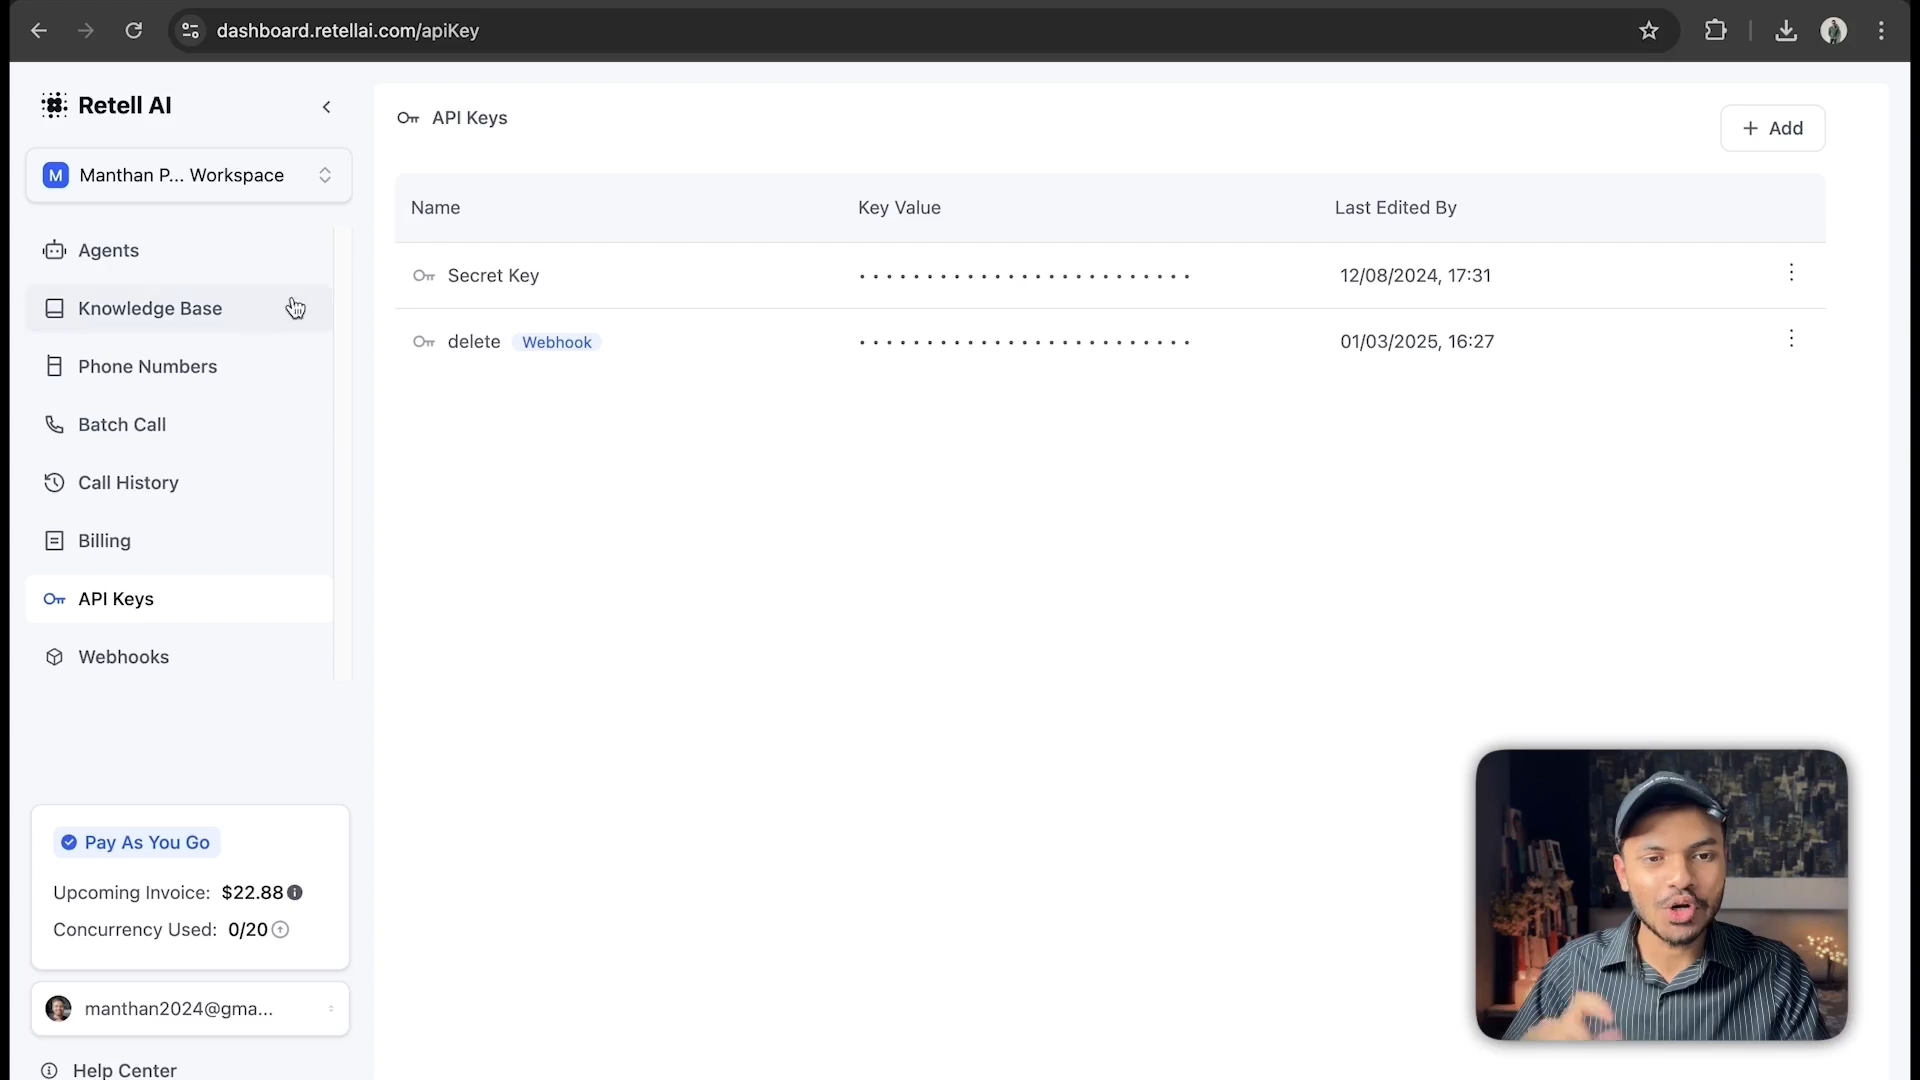 dashboard.retellai.com/apiKey
Retell AI
M Manthan P... Workspace
Agents
Knowledge Base
Phone Numbers
Batch Call
Call History
Billing
API Keys
Webhooks
Pay As You Go
Upcoming Invoice: $22.88
Concurrency Used: 0/20
manthan2024@gma...
Help Center
API Keys
+ Add
Name Key Value Last Edited By
Secret Key ••••••••••••••••••••••••• 12/08/2024, 17:31
delete Webhook ••••••••••••••••••••••••• 01/03/2025, 16:27